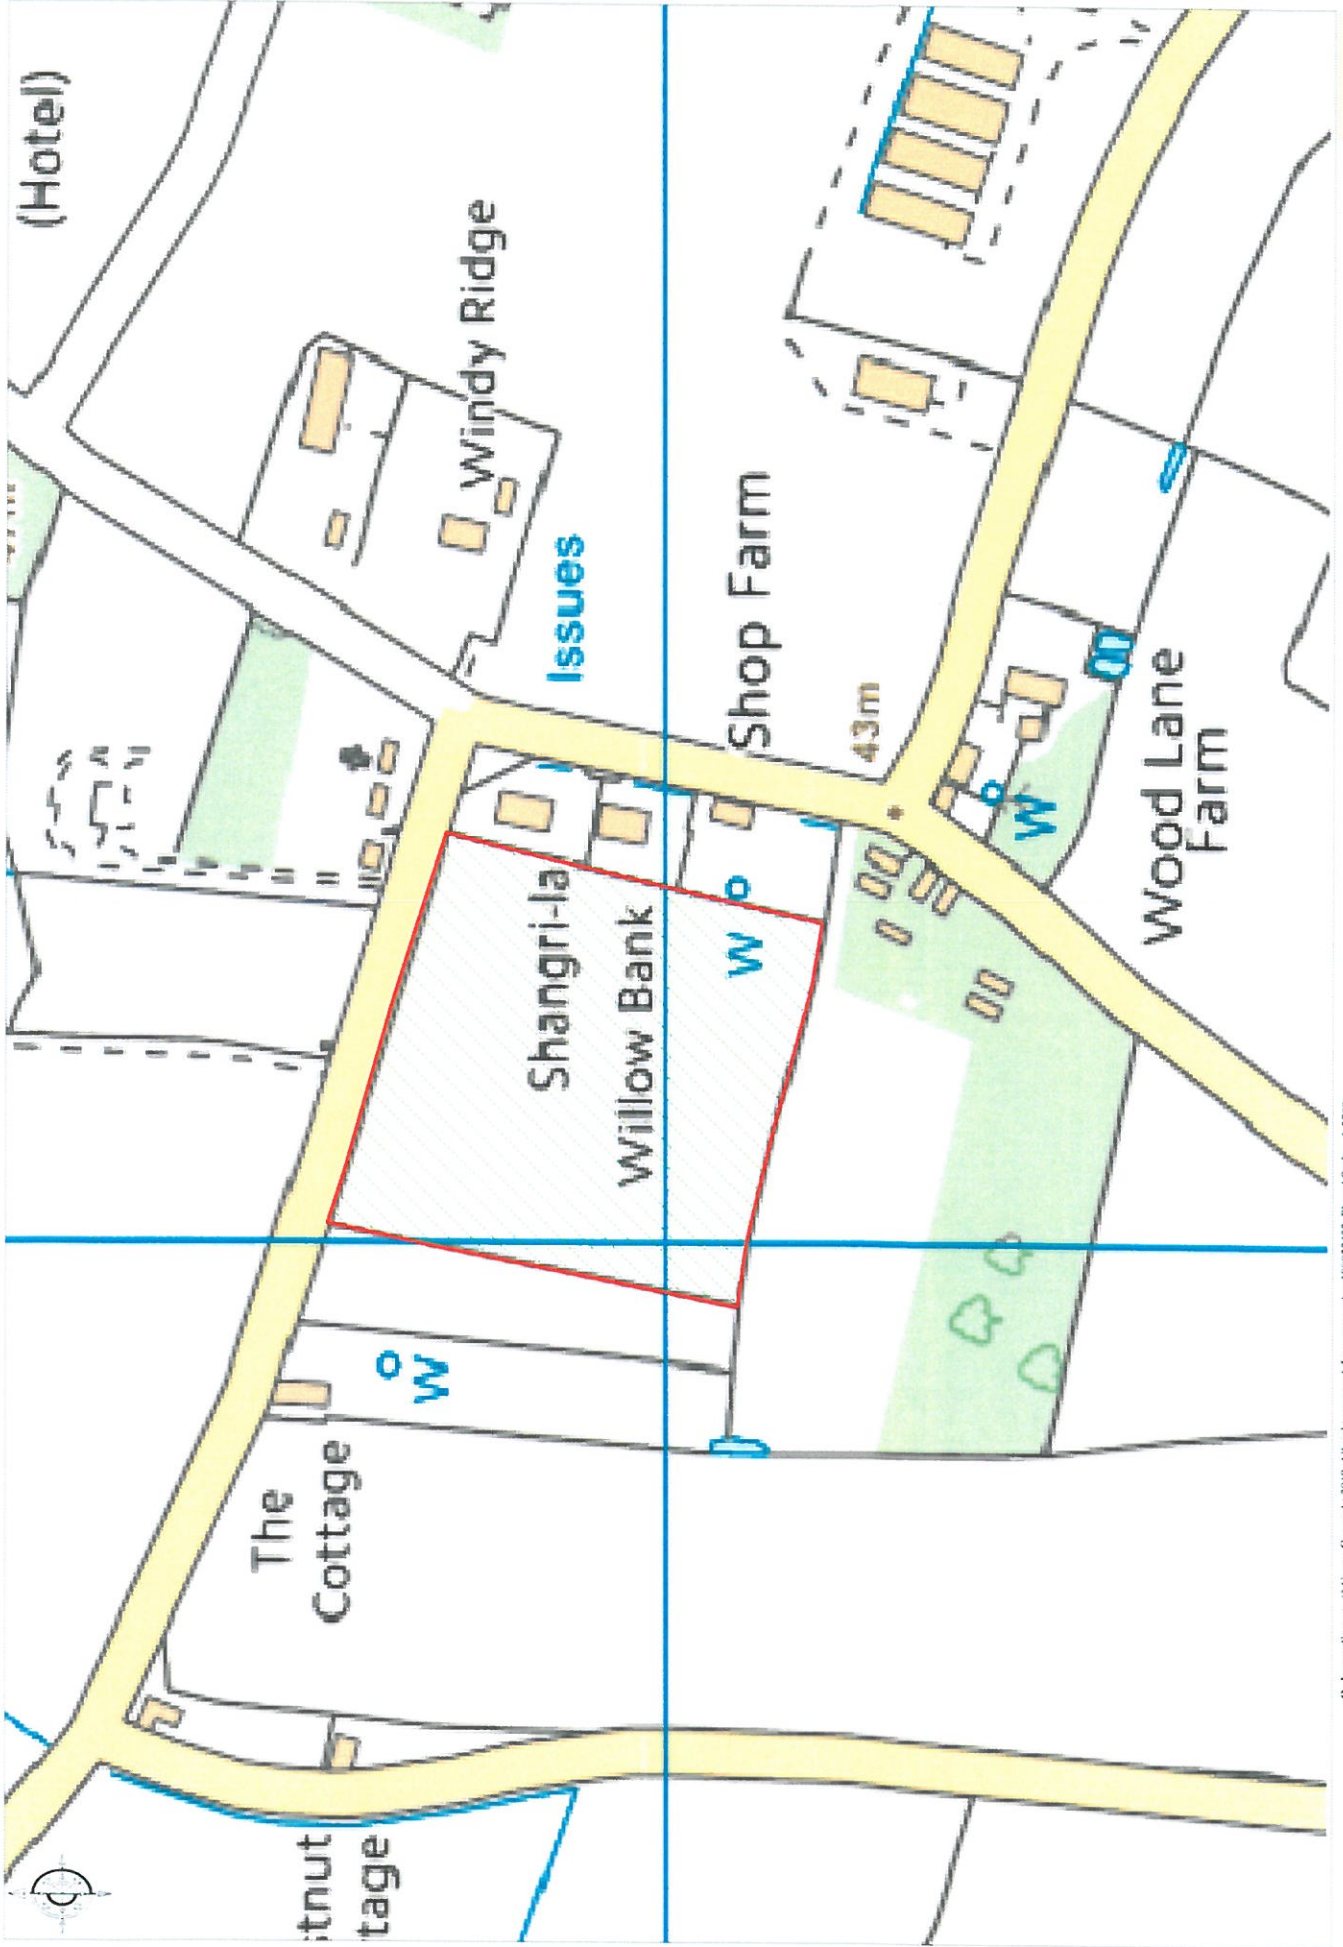 (Hotel)
Windy Ridge
Issues
Shop Farm
43m
Wood Lane
Farm
W
Shangri-la
Willow Bank
W
W
The
Cottage
stnut
tage